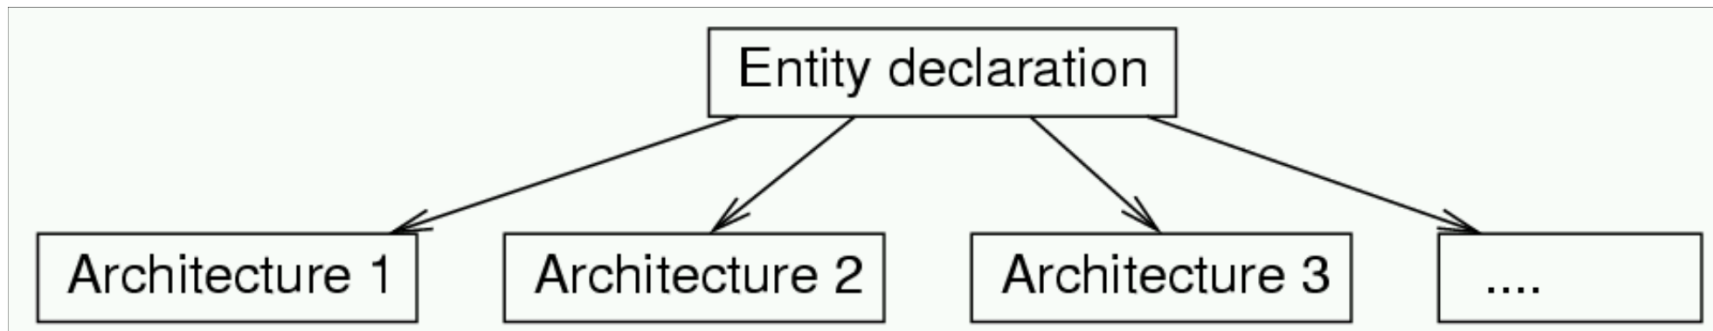 Entity declaration
Architecture 1
Architecture 2
Architecture 3
....